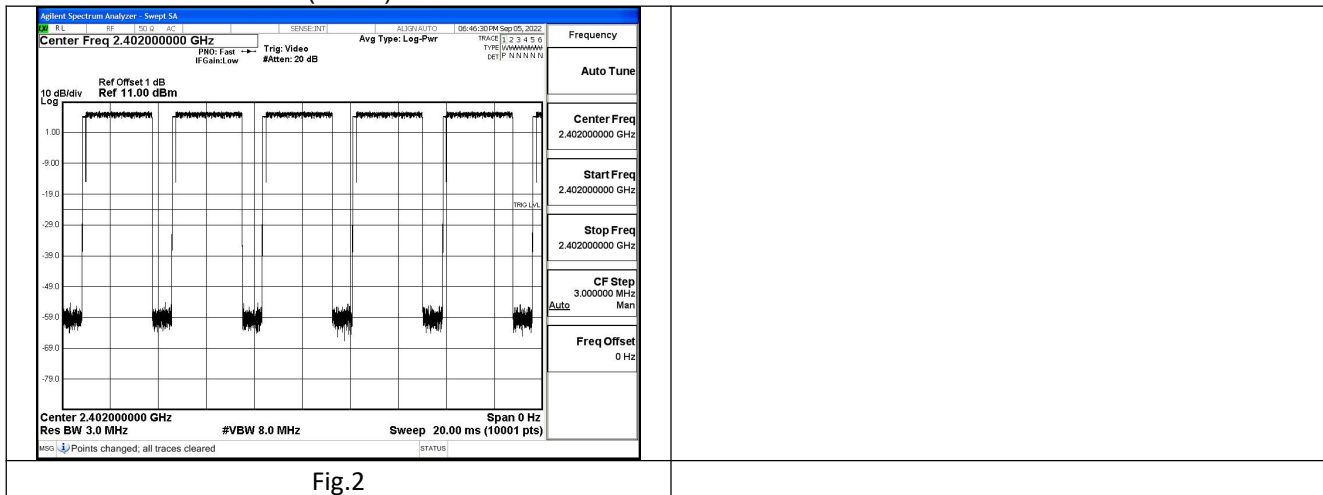 Agilent Spectrum Analyzer - Swept SA
RL RF 50 Ω AC SENSE:INT ALIGNAUTO 06:46:30 PM Sep 05, 2022
Center Freq 2.402000000 GHz
PNO: Fast
IFGain:Low
Trig: Video
#Atten: 20 dB
Avg Type: Log-Pwr
TRACE 1 2 3 4 5 6
TYPE
DET P N N N N N
Ref Offset 1 dB
10 dB/div Ref 11.00 dBm
Log
1.00
-9.00
-19.0
TRIG LVL
-29.0
-39.0
-49.0
-59.0
-69.0
-79.0
Center 2.402000000 GHz Span 0 Hz
Res BW 3.0 MHz #VBW 8.0 MHz Sweep 20.00 ms (10001 pts)
MSG Points changed; all traces cleared STATUS
Frequency
Auto Tune
Center Freq
2.402000000 GHz
Start Freq
2.402000000 GHz
Stop Freq
2.402000000 GHz
CF Step
3.000000 MHz
Auto Man
Freq Offset
0 Hz
Fig.2